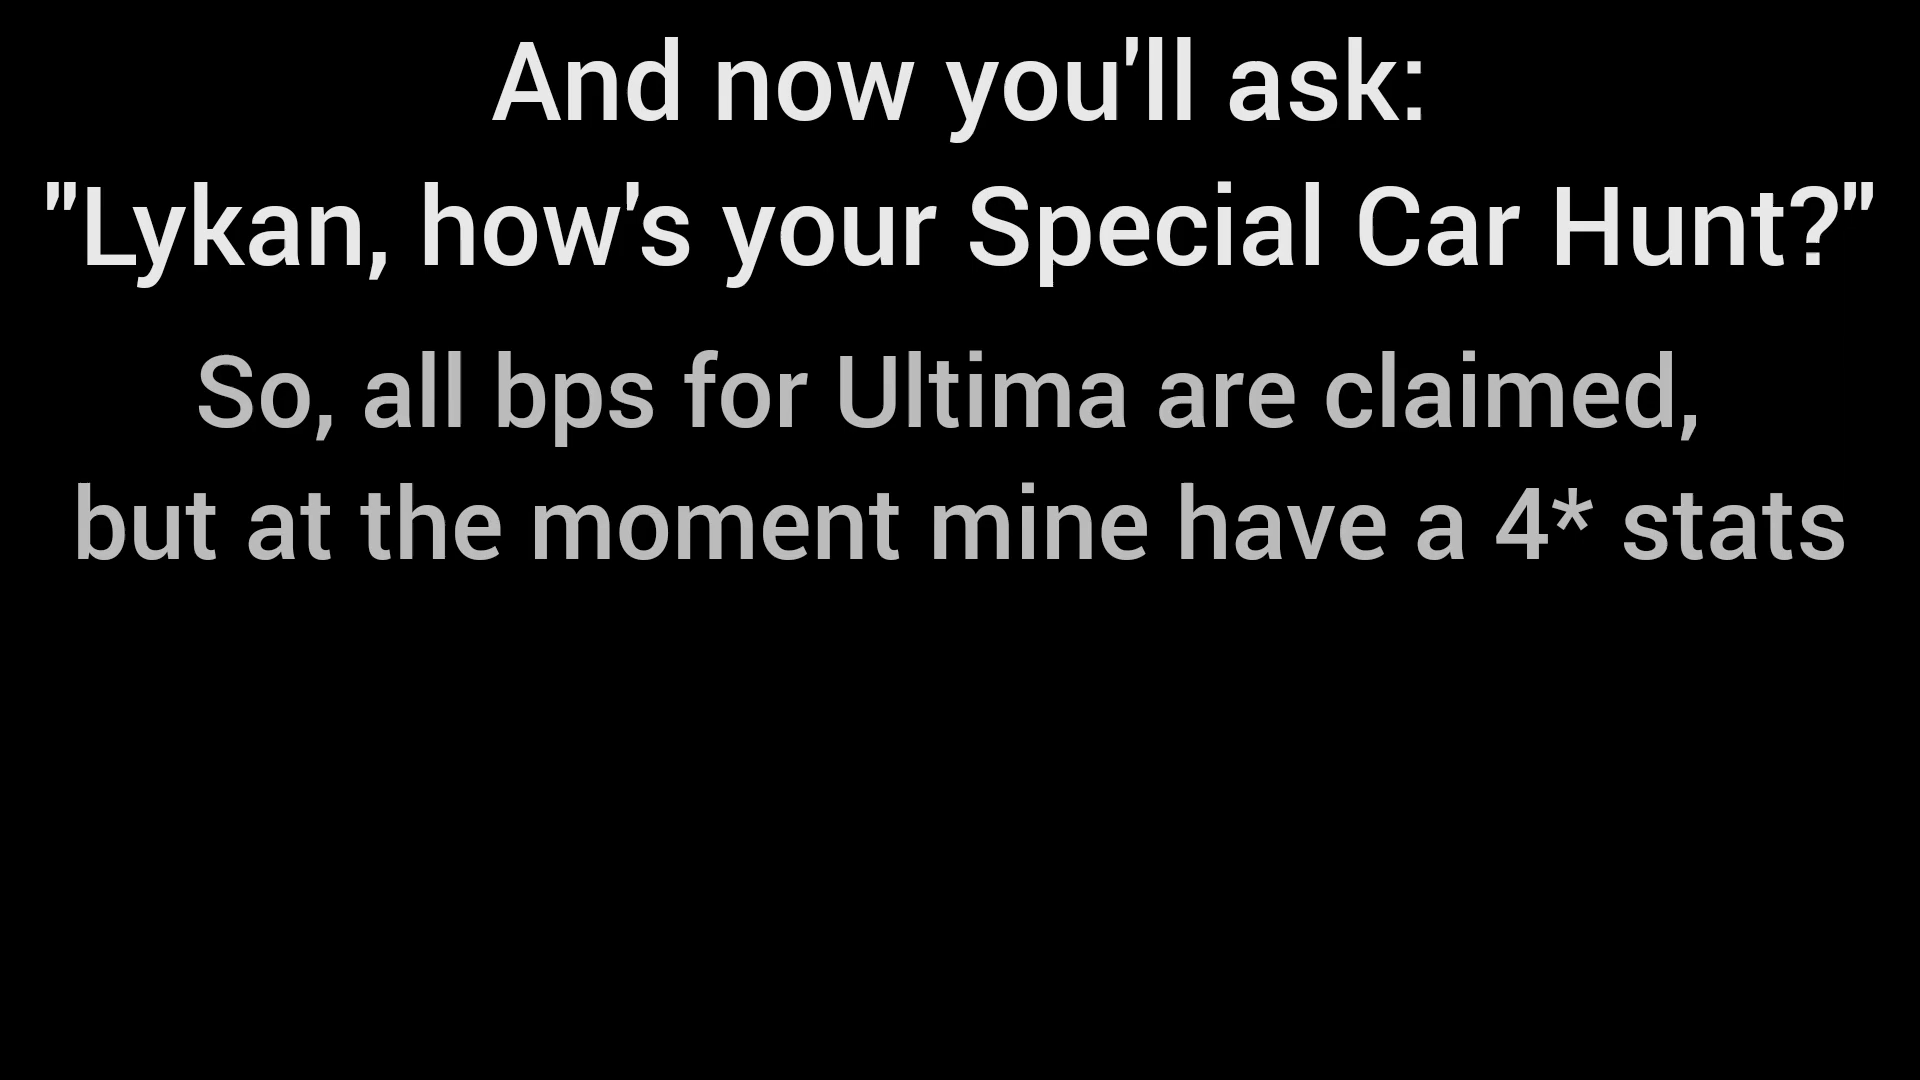 And now you'll ask:
"Lykan, how's your Special Car Hunt?"
So, all bps for Ultima are claimed,
but at the moment mine have a 4* stats